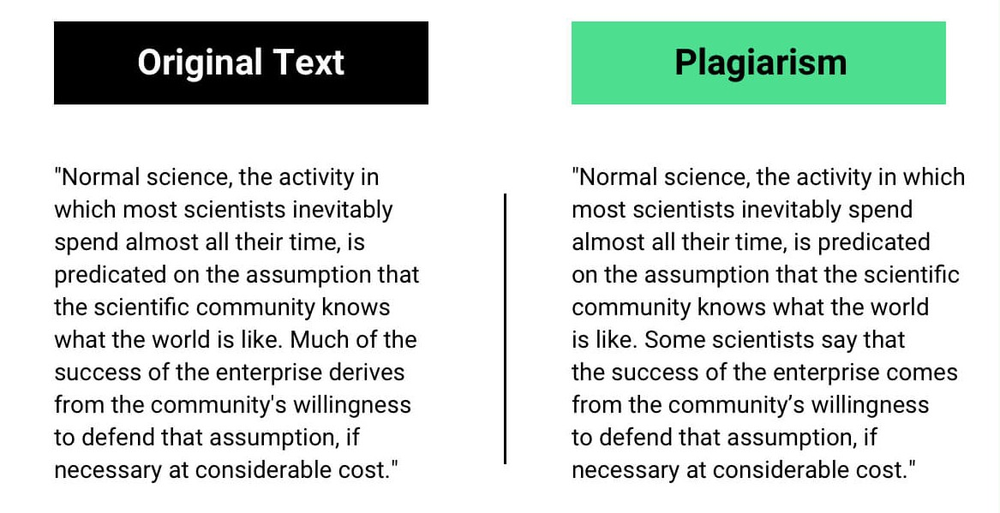 Original Text
"Normal science, the activity in
which most scientists inevitably
spend almost all their time, is
predicated on the assumption that
the scientific community knows
what the world is like. Much of the
success of the enterprise derives
from the community's willingness
to defend that assumption, if
necessary at considerable cost."
Plagiarism
"Normal science, the activity in which
most scientists inevitably spend
almost all their time, is predicated
on the assumption that the scientific
community knows what the world
is like. Some scientists say that
the success of the enterprise comes
from the community’s willingness
to defend that assumption, if
necessary at considerable cost."